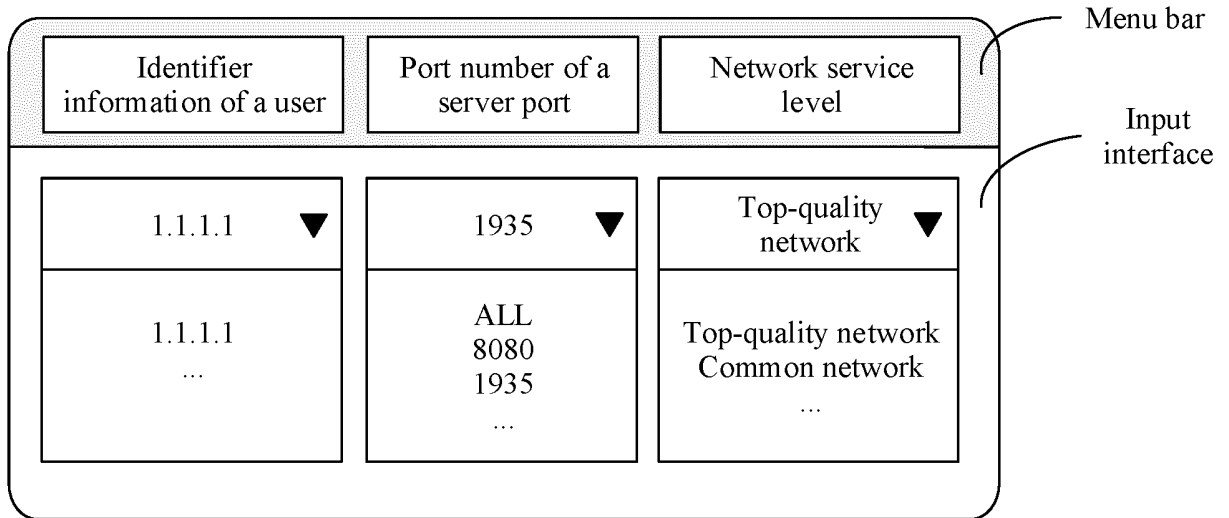 Menu bar
Identifier
information of a user
Port number of a
server port
Network service
level
Input
interface
1.1.1.1
1935
Top-quality
network
1.1.1.1
...
ALL
8080
1935
...
Top-quality network
Common network
...